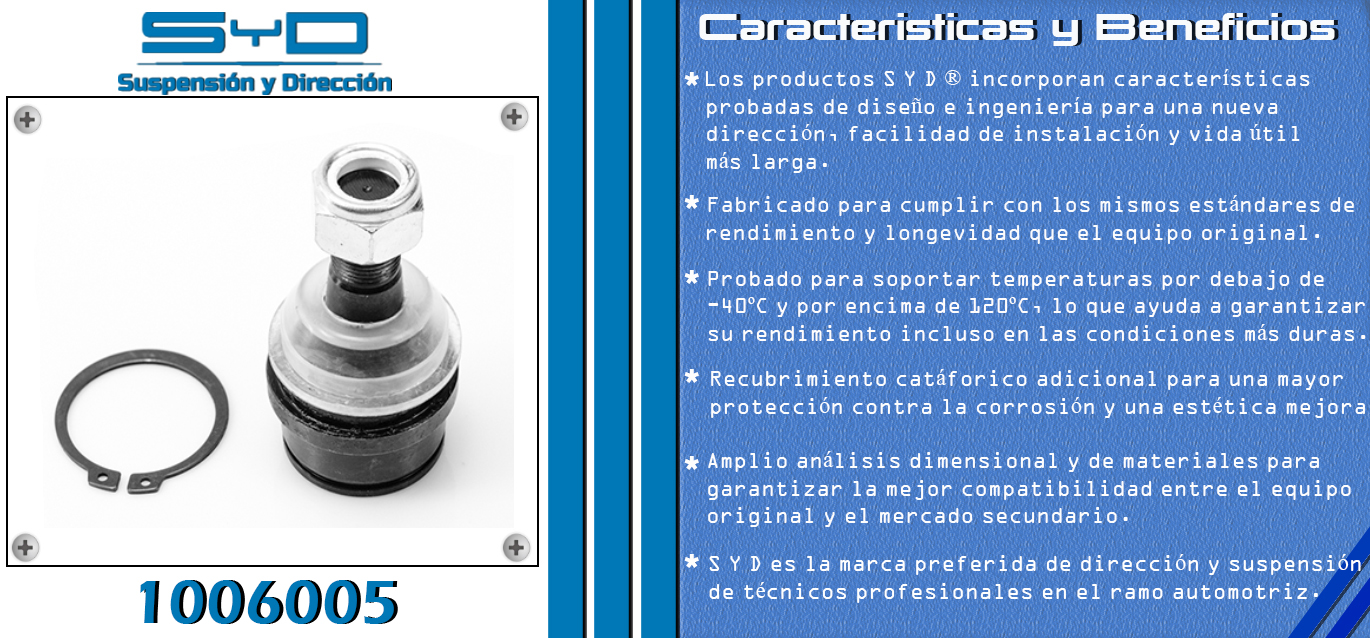 SYD
Suspensión y Dirección
1006005
Caracteristicas y Beneficios
* Los productos S Y D ® incorporan características
probadas de diseño e ingeniería para una nueva
dirección, facilidad de instalación y vida útil
más larga.
* Fabricado para cumplir con los mismos estándares de
rendimiento y longevidad que el equipo original.
* Probado para soportar temperaturas por debajo de
-40°C y por encima de 120°C, lo que ayuda a garantizar
su rendimiento incluso en las condiciones más duras.
* Recubrimiento catáforico adicional para una mayor
protección contra la corrosión y una estética mejora
* Amplio análisis dimensional y de materiales para
garantizar la mejor compatibilidad entre el equipo
original y el mercado secundario.
* S Y D es la marca preferida de dirección y suspensión
de técnicos profesionales en el ramo automotriz.